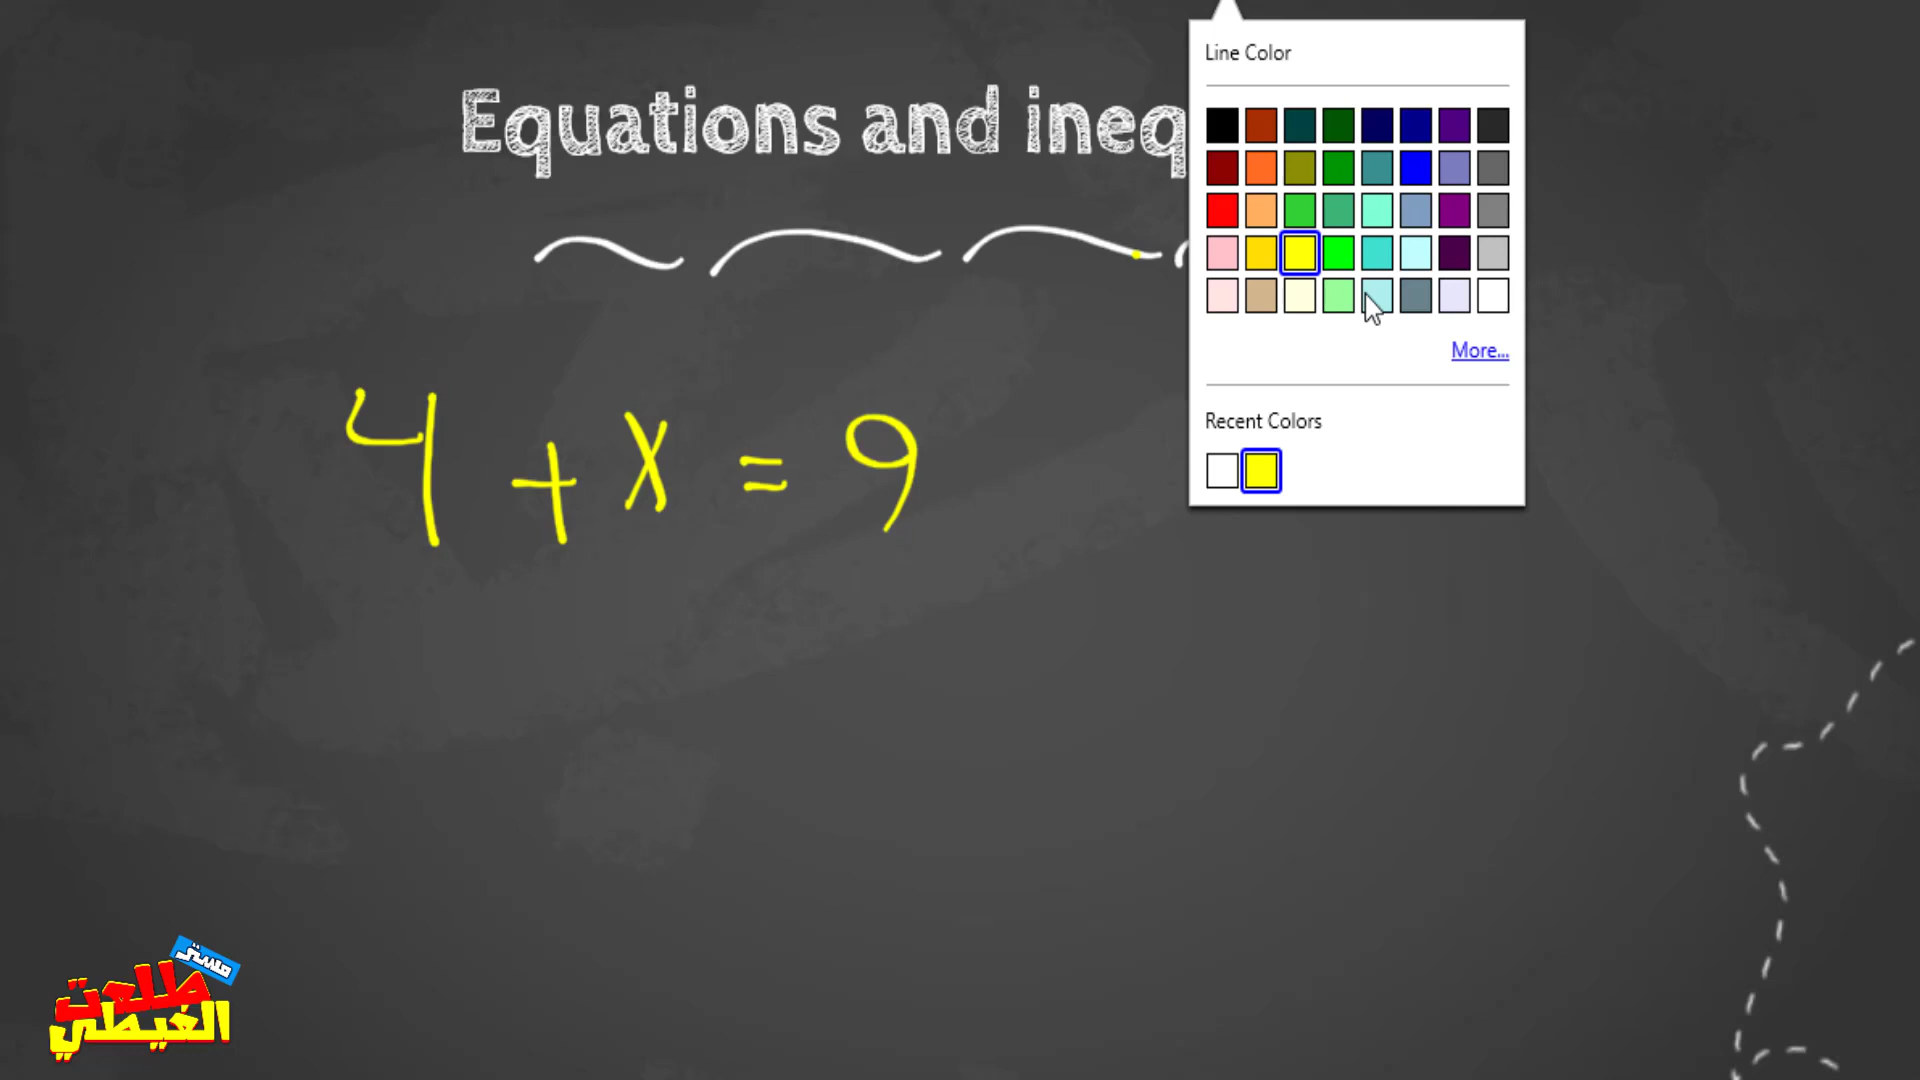 Equations and ineq
Line Color
More...
Recent Colors
4 + x = 9
مستر
طلعت
الغيطي